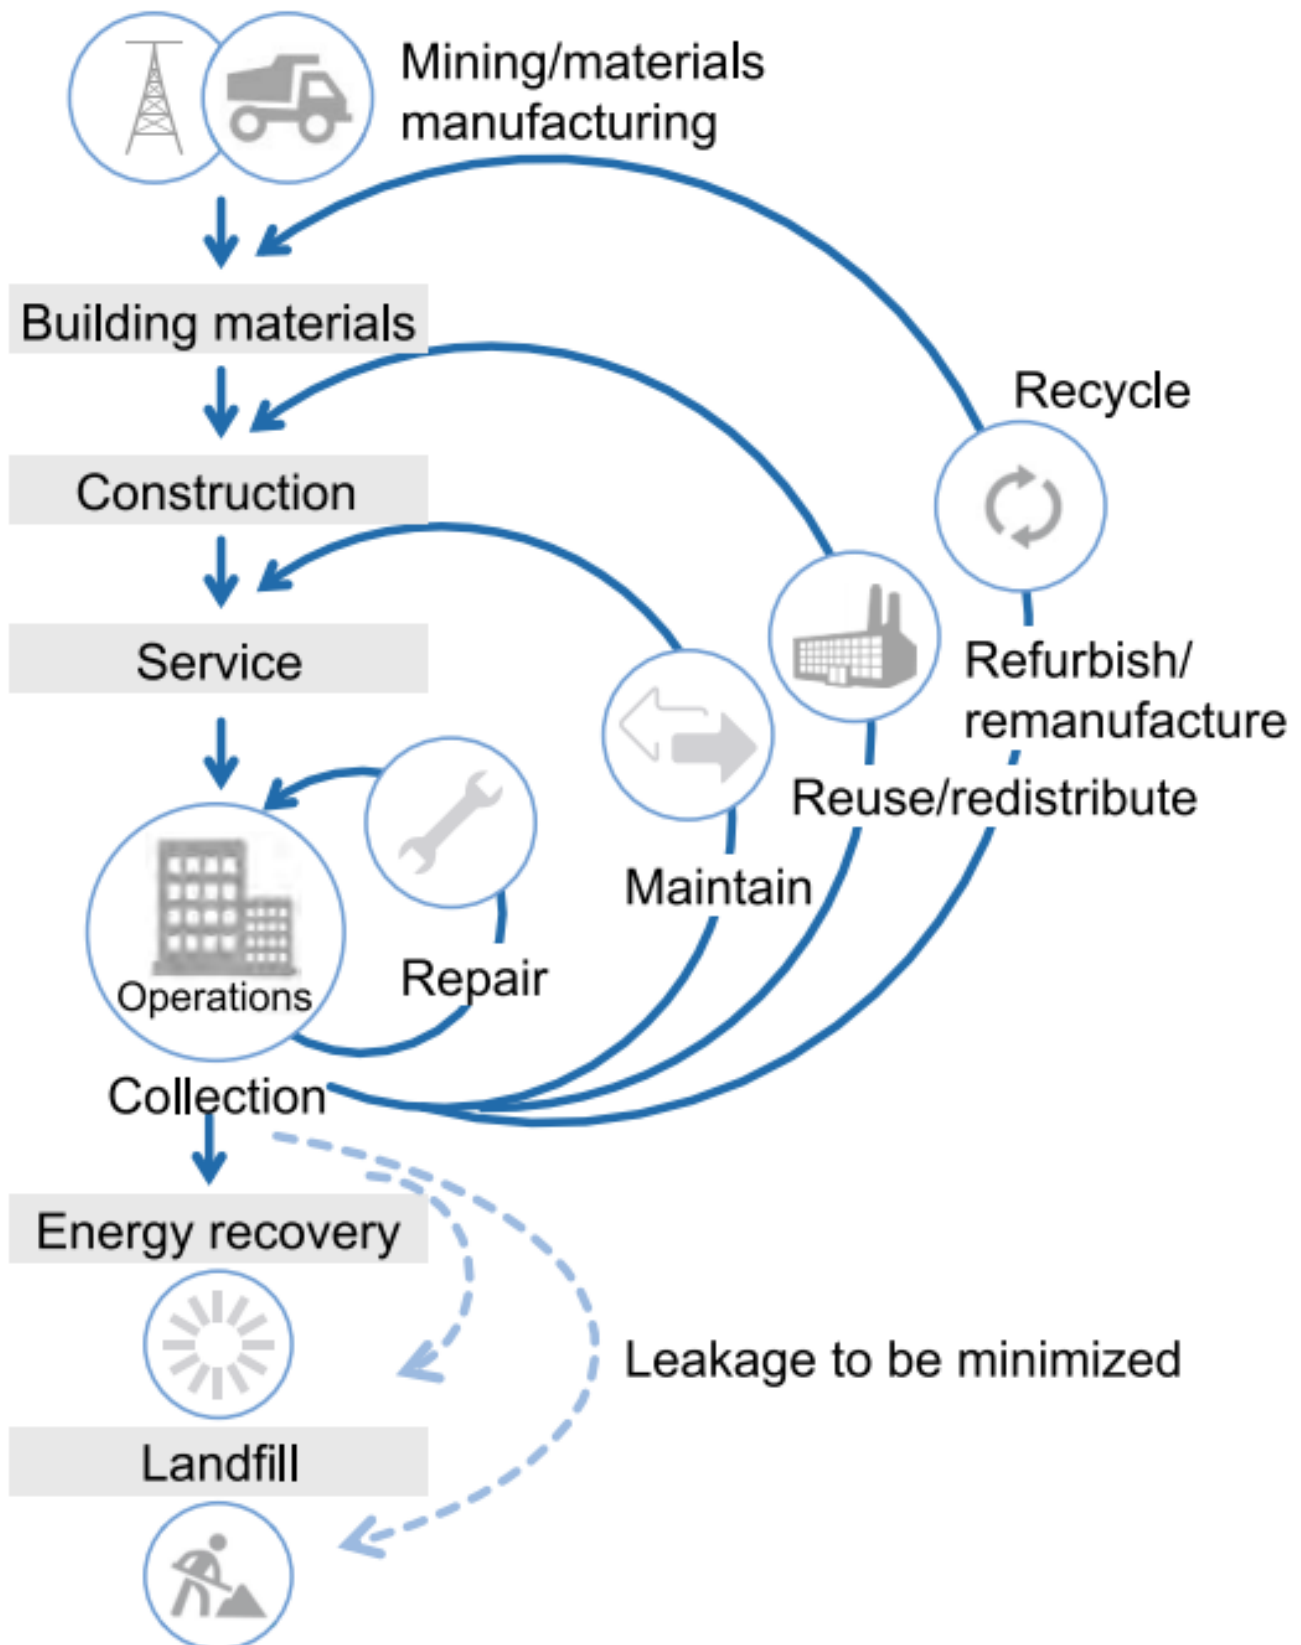 Mining/materials
manufacturing
Building materials
Recycle
Construction
Service
Refurbish/
remanufacture
Reuse/redistribute
Maintain
Repair
Operations
Collection
Energy recovery
Leakage to be minimized
Landfill